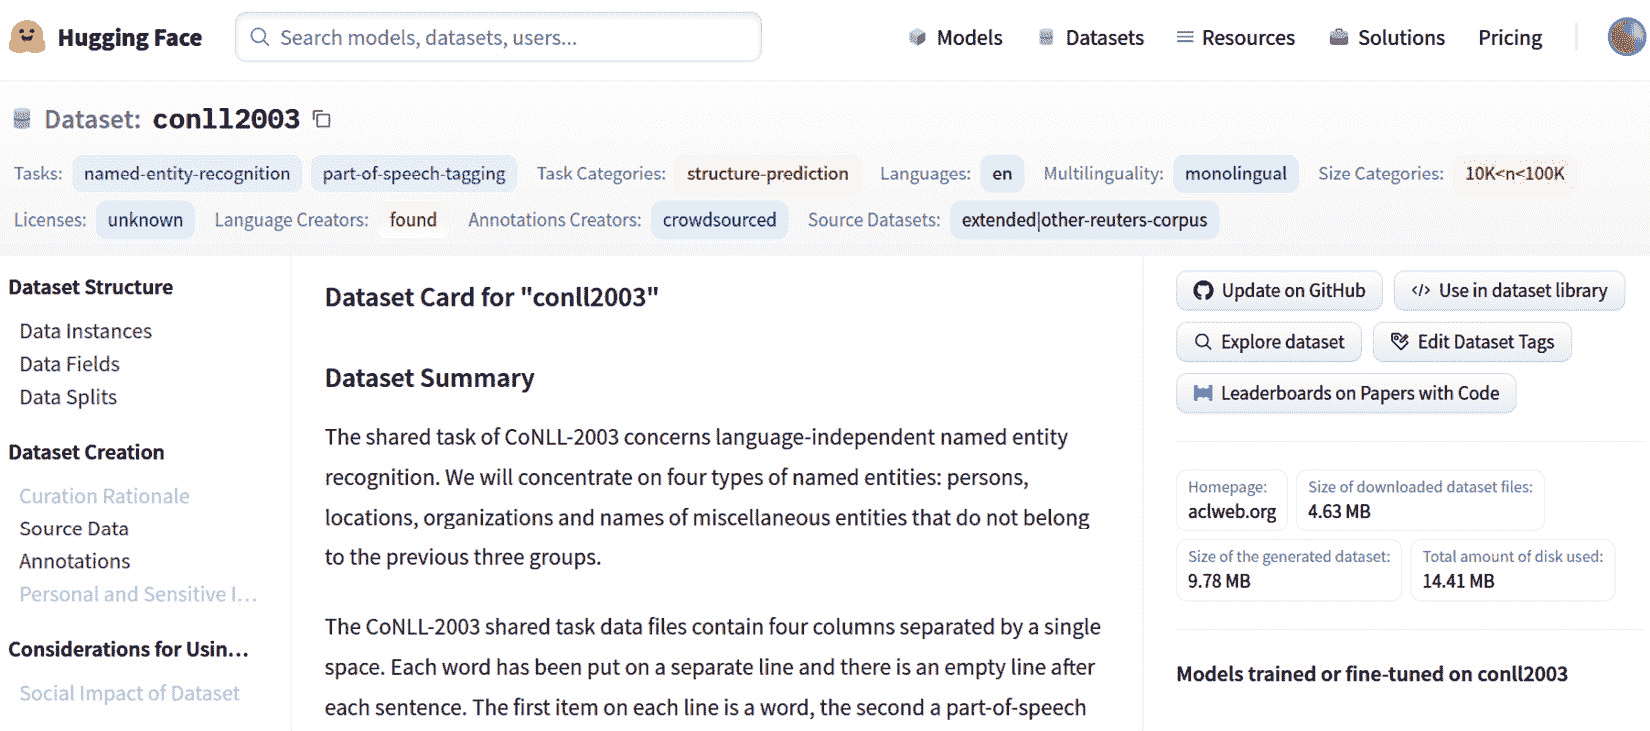 Hugging Face Search models, datasets, users... Models Datasets Resources Solutions Pricing
Dataset: conll2003
Tasks: named-entity-recognition part-of-speech-tagging Task Categories: structure-prediction Languages: en Multilinguality: monolingual Size Categories: 10K<n<100K
Licenses: unknown Language Creators: found Annotations Creators: crowdsourced Source Datasets: extended|other-reuters-corpus
Dataset Structure
Data Instances
Data Fields
Data Splits
Dataset Creation
Curation Rationale
Source Data
Annotations
Personal and Sensitive I...
Considerations for Usin...
Social Impact of Dataset
Dataset Card for "conll2003"
Dataset Summary
The shared task of CoNLL-2003 concerns language-independent named entity
recognition. We will concentrate on four types of named entities: persons,
locations, organizations and names of miscellaneous entities that do not belong
to the previous three groups.
The CoNLL-2003 shared task data files contain four columns separated by a single
space. Each word has been put on a separate line and there is an empty line after
each sentence. The first item on each line is a word, the second a part-of-speech
Update on GitHub </> Use in dataset library
Explore dataset Edit Dataset Tags
Leaderboards on Papers with Code
Homepage: Size of downloaded dataset files:
aclweb.org 4.63 MB
Size of the generated dataset: Total amount of disk used:
9.78 MB 14.41 MB
Models trained or fine-tuned on conll2003